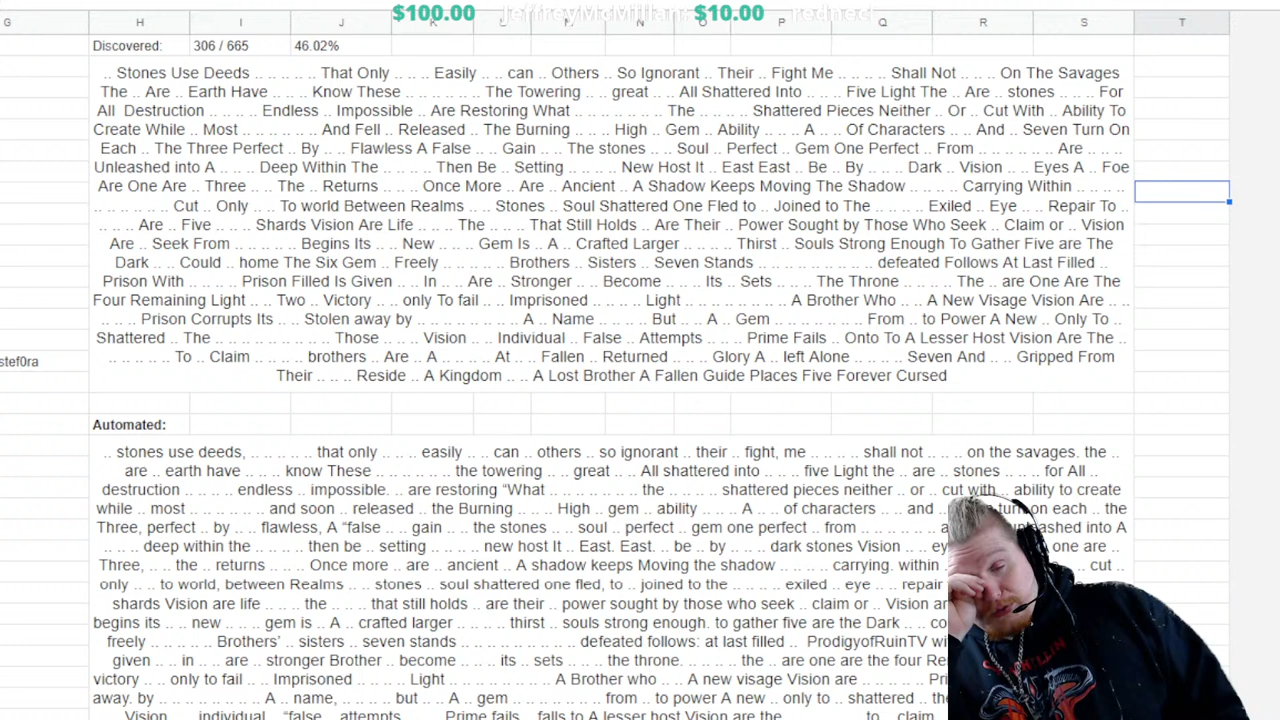 $100.00 JeffreyMcMillan: $10.00 redneck
G H I J K L M N O P Q R S T
Discovered: 306 / 665 46.02%
.. Stones Use Deeds .. .. .. .. That Only .. .. .. Easily .. .. can .. Others .. So Ignorant .. Their .. Fight Me .. .. .. Shall Not .. .. On The Savages
The .. Are .. Earth Have .. .. Know These .. .. .. .. The Towering .. .. great .. All Shattered Into .. .. Five Light The .. Are .. stones .. .. For
All Destruction .. .. .. Endless .. Impossible .. Are Restoring What .. .. .. .. .. The .. .. .. Shattered Pieces Neither .. Or .. Cut With .. Ability To
Create While .. Most .. .. .. .. .. And Fell .. Released .. The Burning .. .. High .. Gem .. Ability .. .. A .. .. Of Characters .. .. And .. Seven Turn On
Each .. The Three Perfect .. By .. Flawless A False .. Gain .. .. The stones .. .. Soul .. Perfect .. Gem One Perfect .. From .. .. .. .. .. Are .. ..
Unleashed into A .. .. .. Deep Within The .. .. .. .. Then Be .. Setting .. .. .. .. New Host It .. East East .. Be .. By .. .. Dark .. Vision .. .. Eyes A .. Foe
Are One Are .. Three .. .. The .. Returns .. .. Once More .. Are .. Ancient .. A Shadow Keeps Moving The Shadow .. .. .. .. Carrying Within .. .. ..
.. .. .. .. .. Cut .. Only .. .. To world Between Realms .. .. Stones .. Soul Shattered One Fled to .. Joined to The .. .. .. .. Exiled .. Eye .. .. Repair To ..
.. .. .. Are .. Five .. .. Shards Vision Are Life .. .. The .. .. .. That Still Holds .. Are Their .. Power Sought by Those Who Seek .. Claim or .. Vision
Are .. Seek From .. .. .. .. Begins Its .. .. New .. .. Gem Is .. A .. Crafted Larger .. .. .. Thirst .. Souls Strong Enough To Gather Five are The
Dark .. .. Could .. home The Six Gem .. Freely .. .. .. .. Brothers .. Sisters .. Seven Stands .. .. .. .. .. .. .. defeated Follows At Last Filled ..
Prison With .. .. .. Prison Filled Is Given .. .. In .. .. Are .. Stronger .. .. Become .. .. .. Its .. Sets .. .. The Throne .. .. .. The .. are One Are The
Four Remaining Light .. .. Two .. Victory .. .. only To fail .. .. Imprisoned .. .. .. Light .. .. .. .. .. .. .. A Brother Who .. .. A New Visage Vision Are .. ..
.. .. .. Prison Corrupts Its .. .. Stolen away by .. .. .. .. .. .. .. A .. Name .. .. .. But .. .. A .. Gem .. .. .. .. .. From .. to Power A New .. Only To ..
Shattered .. The .. .. .. .. .. .. Those .. .. Vision .. .. Individual .. False .. Attempts .. .. .. Prime Fails .. Onto To A Lesser Host Vision Are The ..
.. .. .. .. .. To .. Claim .. .. .. brothers .. Are .. A .. .. .. At .. Fallen .. Returned .. .. Glory A .. left Alone .. .. .. .. Seven And .. .. Gripped From
Their .. .. .. Reside .. A Kingdom .. .. A Lost Brother A Fallen Guide Places Five Forever Cursed
stef0ra
Automated:
.. stones use deeds, .. .. .. .. that only .. .. .. easily .. .. can .. others .. so ignorant .. their .. fight, me .. .. .. shall not .. .. on the savages. the ..
are .. earth have .. .. know These .. .. .. .. the towering .. .. great .. .. All shattered into .. .. five Light the .. are .. stones .. .. for All ..
destruction .. .. .. .. endless .. impossible. .. are restoring “What .. .. .. .. .. the .. .. .. shattered pieces neither .. or .. cut with .. ability to create
while .. most .. .. .. .. .. and soon .. released .. the Burning .. .. High .. gem .. ability .. .. A .. .. of characters .. .. and .. turn on each .. the
Three, perfect .. by .. flawless, A “false .. gain .. .. the stones .. .. soul .. perfect .. gem one perfect .. from .. .. .. .. .. unleashed into A
.. .. .. deep within the .. .. .. .. then be .. setting .. .. .. .. new host It .. East. East. .. be .. by .. .. dark stones Vision .. one are ..
Three, .. .. the .. returns .. .. Once more .. are .. ancient .. A shadow keeps Moving the shadow .. .. .. .. carrying. within .. cut ..
only .. .. to world, between Realms .. .. stones .. soul shattered one fled, to .. joined to the .. .. .. .. exiled .. eye .. .. repair
shards Vision are life .. .. the .. .. .. that still holds .. are their .. power sought by those who seek .. claim or .. Vision
begins its .. .. new .. .. gem is .. A .. crafted larger .. .. .. thirst .. souls strong enough. to gather five are the Dark ..
freely .. .. .. .. Brothers’ .. sisters .. seven stands .. .. .. .. .. .. .. defeated follows: at last filled .. ProdigyofRuinTV
given .. .. in .. .. are .. stronger Brother .. become .. .. .. its .. sets .. .. the throne. .. .. .. the .. are one are the four
victory .. .. only to fail .. .. Imprisoned .. .. .. Light .. .. .. .. .. .. .. A Brother who .. .. A new visage Vision are ..
away. by .. .. .. .. .. .. .. A .. name, .. .. .. but .. .. A .. gem .. .. .. .. .. from .. to power A new .. only to .. shattered .. the
Vision .. .. individual .. “false .. attempts .. .. .. Prime fails .. falls to A lesser host Vision are the .. .. .. .. .. .. to .. claim